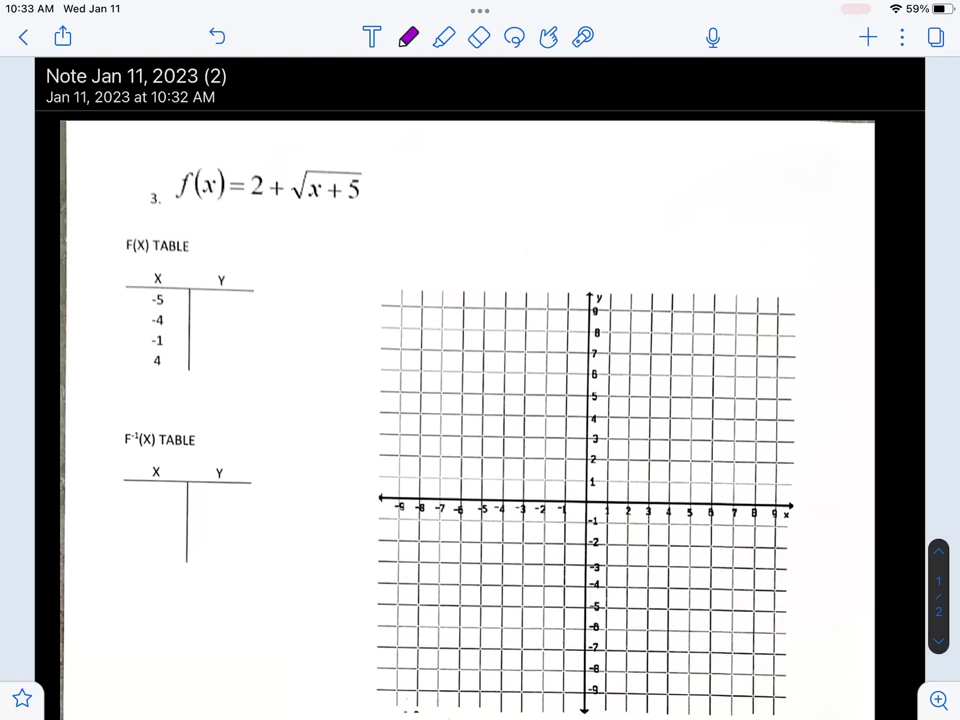 10:33 AM Wed Jan 11
59%
Note Jan 11, 2023 (2)
Jan 11, 2023 at 10:32 AM
3. f(x) = 2 + √(x + 5)
F(X) TABLE
X Y
-5
-4
-1
4
F⁻¹(X) TABLE
X Y
y
9
8
7
6
5
4
3
2
1
-9 -8 -7 -6 -5 -4 -3 -2 -1 1 2 3 4 5 6 7 8 9 x
-1
-2
-3
-4
-5
-6
-7
-8
-9
1
/
2